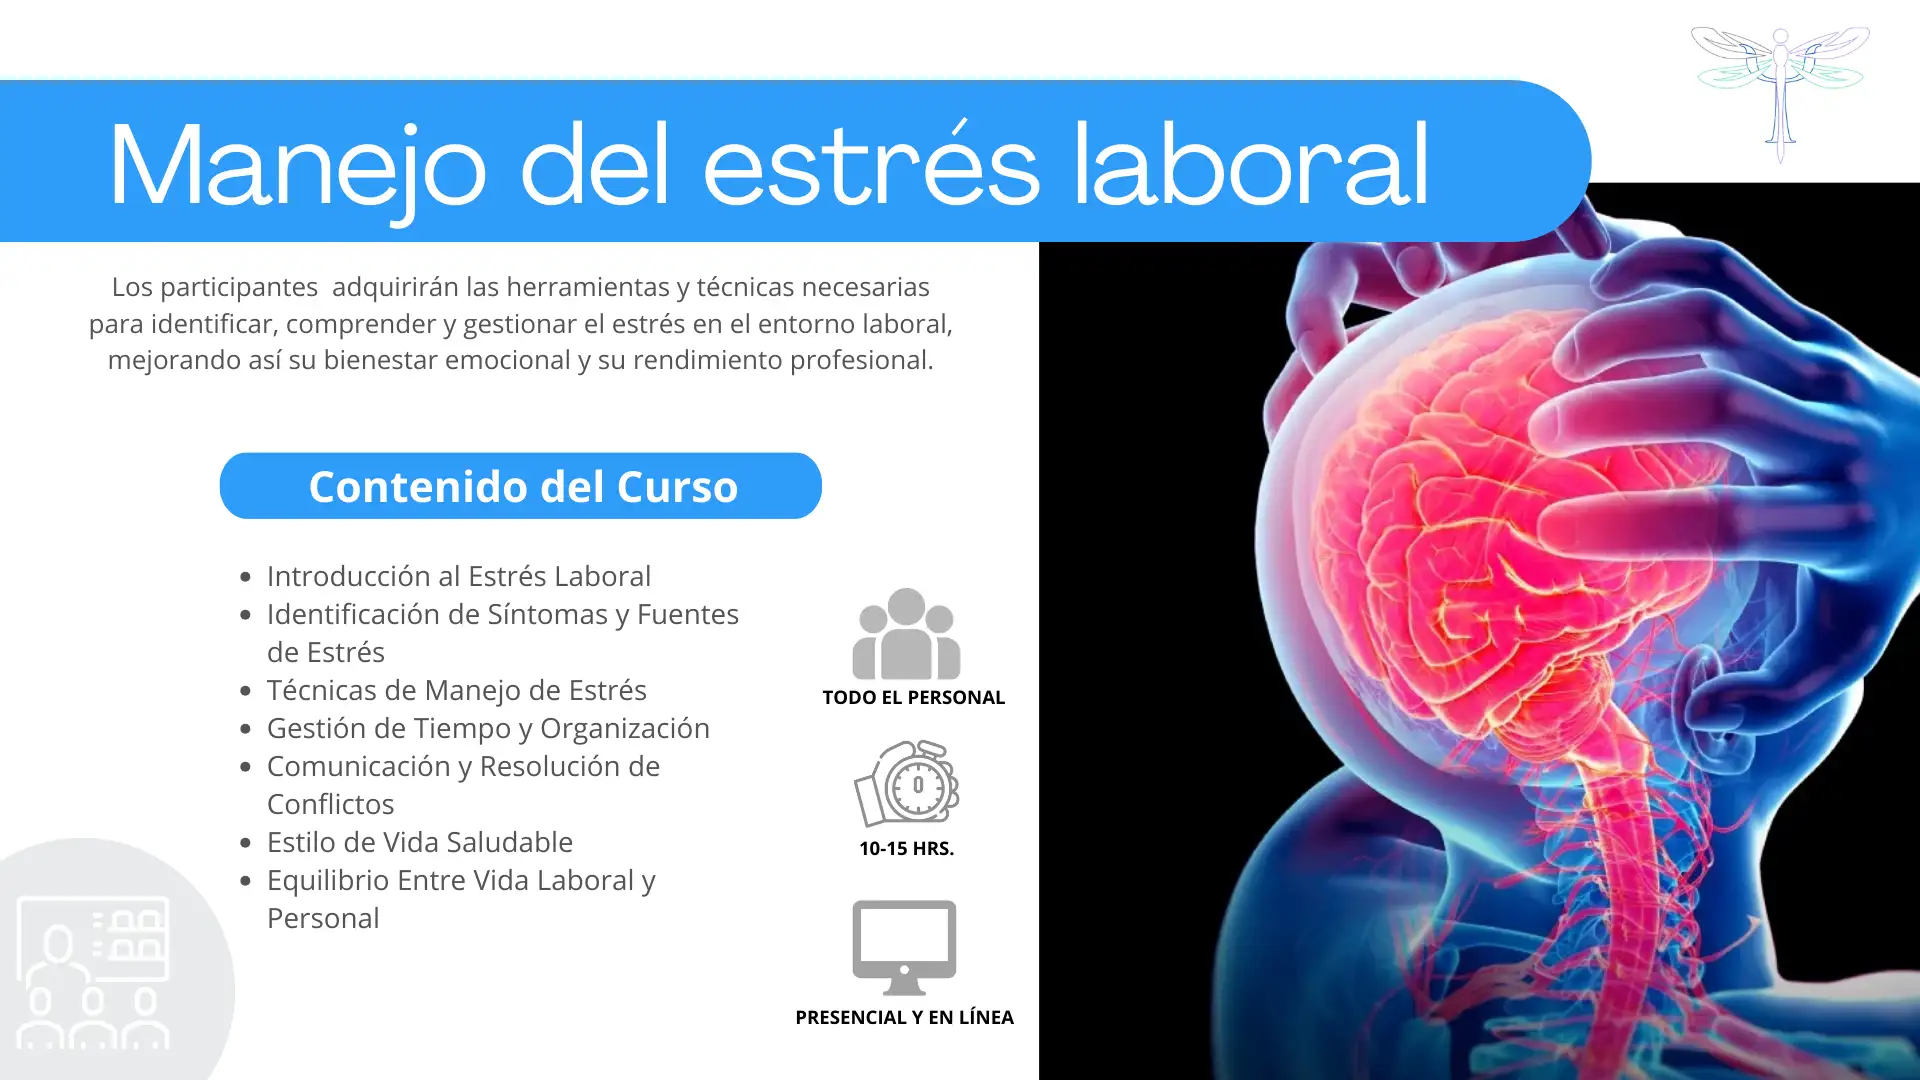 Manejo del estrés laboral
Los participantes  adquirirán las herramientas y técnicas necesarias
para identificar, comprender y gestionar el estrés en el entorno laboral,
mejorando así su bienestar emocional y su rendimiento profesional.
Contenido del Curso
Introducción al Estrés Laboral
Identificación de Síntomas y Fuentes
de Estrés
Técnicas de Manejo de Estrés
Gestión de Tiempo y Organización
Comunicación y Resolución de
Conflictos
Estilo de Vida Saludable
Equilibrio Entre Vida Laboral y
Personal
TODO EL PERSONAL
10-15 HRS.
PRESENCIAL Y EN LÍNEA